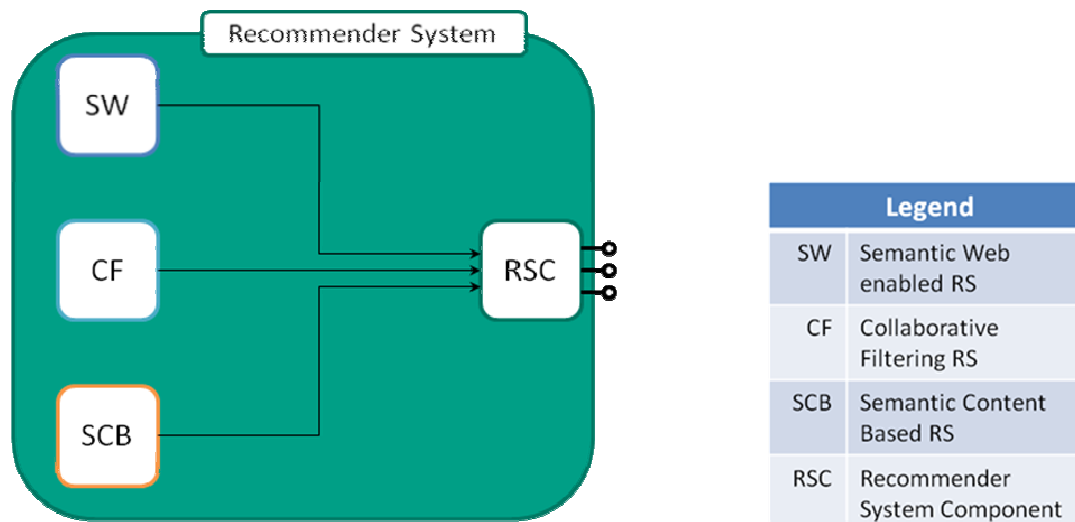 Recommender System
SW
CF
RSC
SCB
Legend
SW Semantic Web
enabled RS
CF Collaborative
Filtering RS
SCB Semantic Content
Based RS
RSC Recommender
System Component